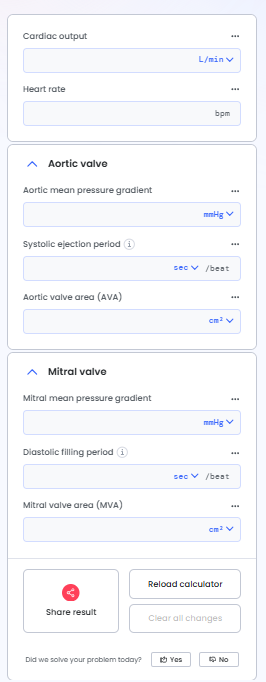 Cardiac output ...
L/min
Heart rate ...
bpm
Aortic valve
Aortic mean pressure gradient ...
mmHg
Systolic ejection period i ...
sec /beat
Aortic valve area (AVA) ...
cm²
Mitral valve
Mitral mean pressure gradient ...
mmHg
Diastolic filling period i ...
sec /beat
Mitral valve area (MVA) ...
cm²
Share result
Reload calculator
Clear all changes
Did we solve your problem today? Yes No